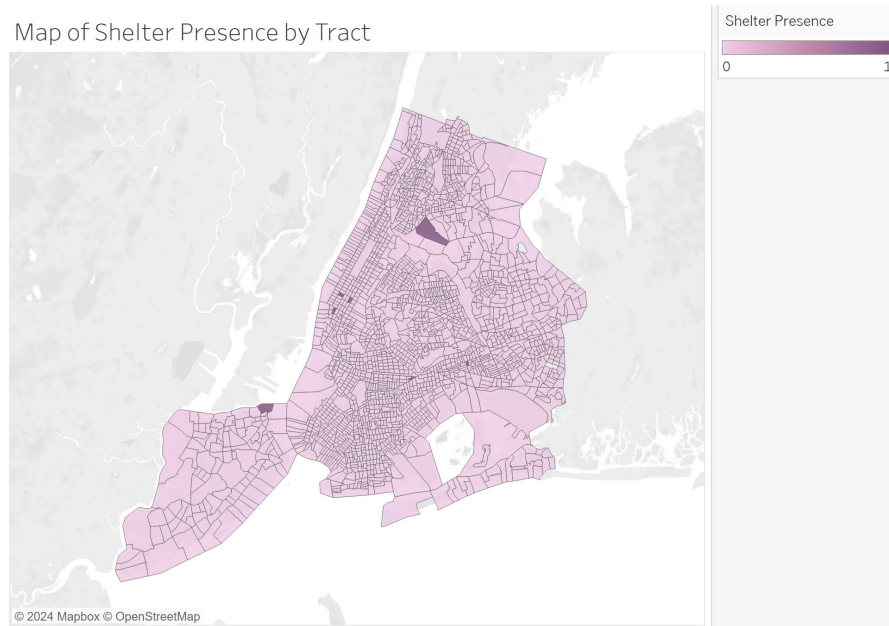 Map of Shelter Presence by Tract
Shelter Presence
0
1
© 2024 Mapbox © OpenStreetMap